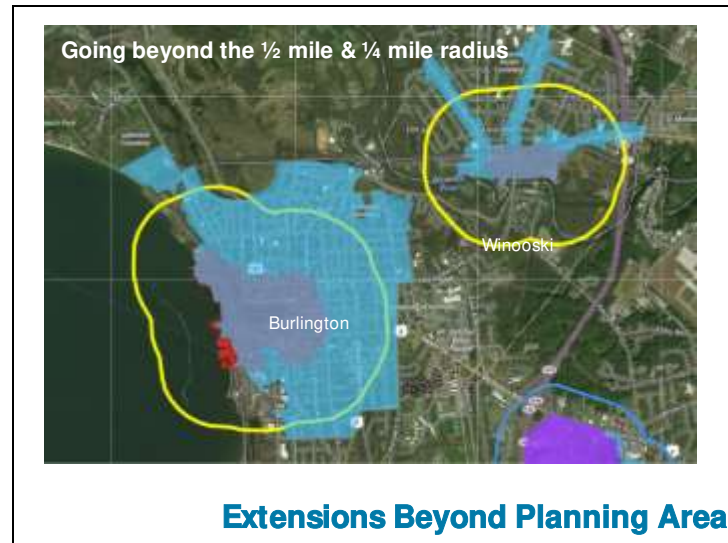 Going beyond the ½ mile & ¼ mile radius
Winooski
Burlington
Extensions Beyond Planning Area